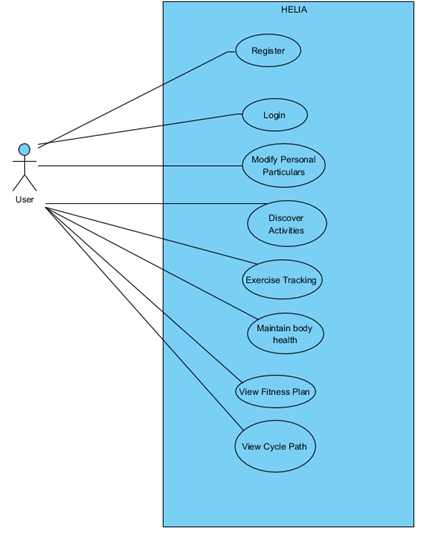 HELIA
Register
Login
Modify Personal
Particulars
User
Discover
Activities
Exercise Tracking
Maintain body
health
View Fitness Plan
View Cycle Path